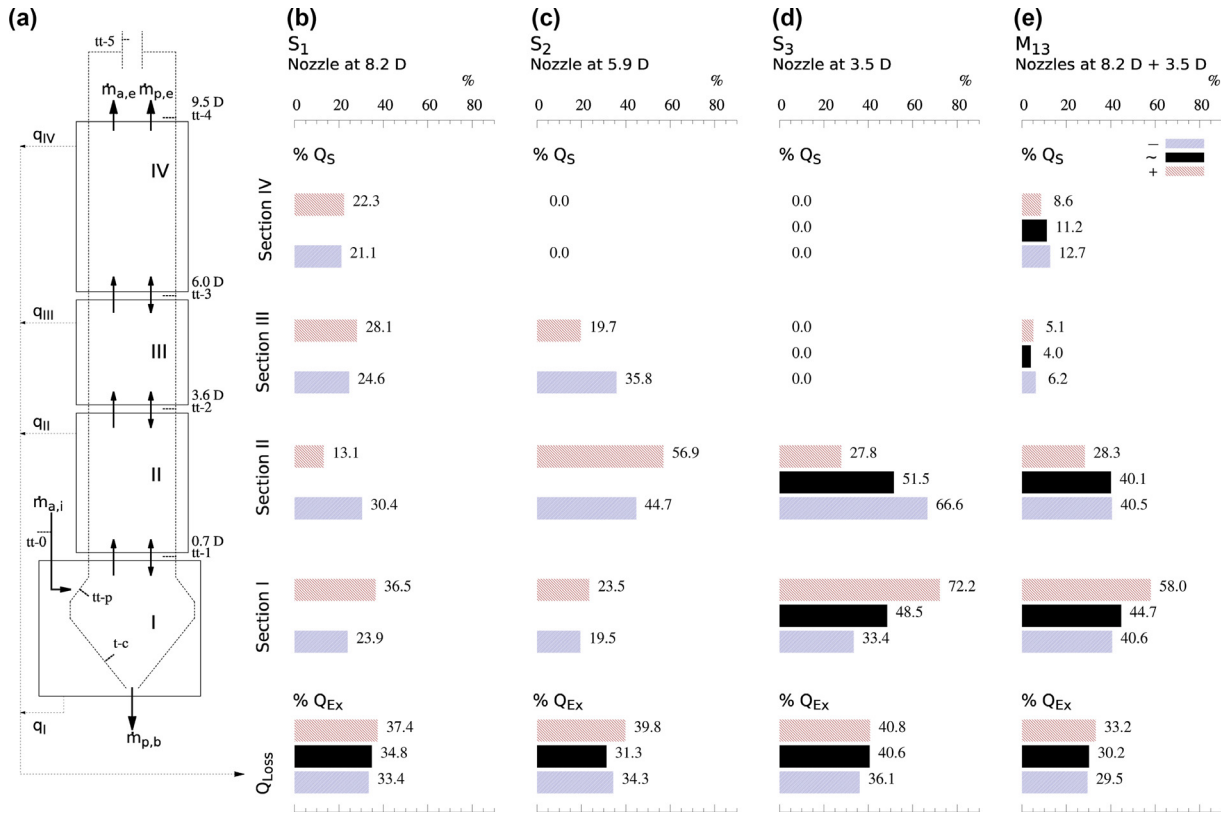 (a)
tt-5
ṁa,e
ṁp,e
9.5 D
tt-4
qIV
IV
6.0 D
tt-3
qIII
III
3.6 D
tt-2
qII
II
ṁa,i
tt-0
0.7 D
tt-1
tt-p
I
t-c
qI
ṁp,b
QLoss
Section IV
Section III
Section II
Section I
(b)
S1
Nozzle at 8.2 D
%
0 20 40 60 80
% QS
22.3
21.1
28.1
24.6
13.1
30.4
36.5
23.9
% QEx
37.4
34.8
33.4
(c)
S2
Nozzle at 5.9 D
%
0 20 40 60 80
% QS
0.0
0.0
19.7
35.8
56.9
44.7
23.5
19.5
% QEx
39.8
31.3
34.3
(d)
S3
Nozzle at 3.5 D
%
0 20 40 60 80
% QS
0.0
0.0
0.0
0.0
0.0
0.0
27.8
51.5
66.6
72.2
48.5
33.4
% QEx
40.8
40.6
36.1
(e)
M13
Nozzles at 8.2 D + 3.5 D
%
0 20 40 60 80
−
~
+
% QS
8.6
11.2
12.7
5.1
4.0
6.2
28.3
40.1
40.5
58.0
44.7
40.6
% QEx
33.2
30.2
29.5